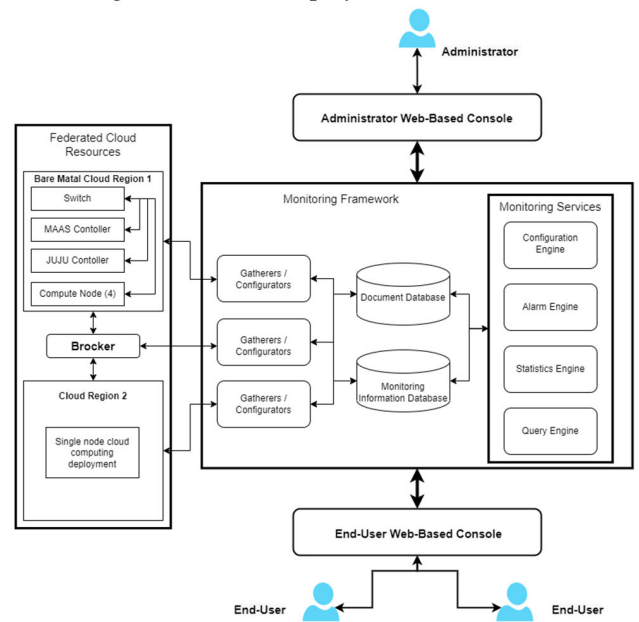 Administrator
Administrator Web-Based Console
Federated Cloud
Resources
Bare Matal Cloud Region 1
Switch
MAAS Contoller
JUJU Contoller
Compute Node (4)
Brocker
Cloud Region 2
Single node cloud
computing
deployment
Monitoring Framework
Gatherers /
Configurators
Gatherers /
Configurators
Gatherers /
Configurators
Document Database
Monitoring
Information Database
Monitoring Services
Configuration
Engine
Alarm Engine
Statistics Engine
Query Engine
End-User Web-Based Console
End-User
End-User